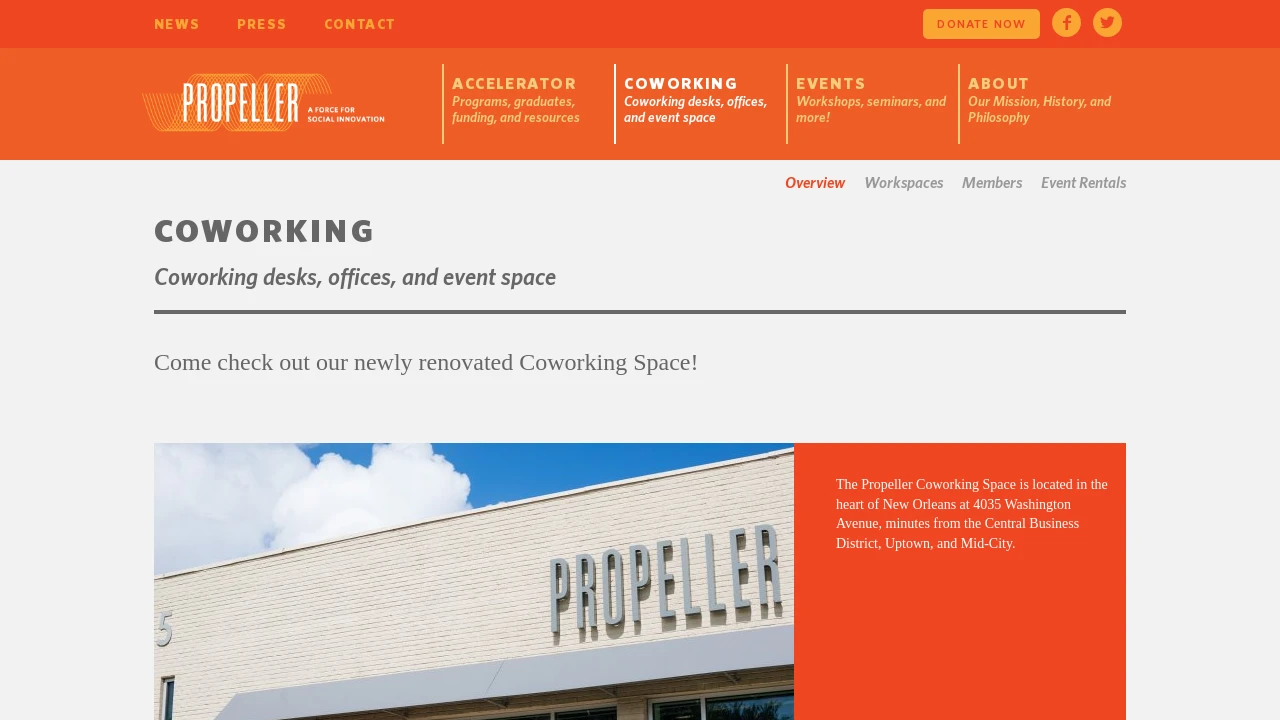 NEWS
PRESS
CONTACT
DONATE NOW
PROPELLER
A FORCE FOR
SOCIAL INNOVATION
ACCELERATOR
Programs, graduates,
funding, and resources
COWORKING
Coworking desks, offices,
and event space
EVENTS
Workshops, seminars, and
more!
ABOUT
Our Mission, History, and
Philosophy
Overview
Workspaces
Members
Event Rentals
COWORKING
Coworking desks, offices, and event space
Come check out our newly renovated Coworking Space!
PROPELLER
5
The Propeller Coworking Space is located in the
heart of New Orleans at 4035 Washington
Avenue, minutes from the Central Business
District, Uptown, and Mid-City.